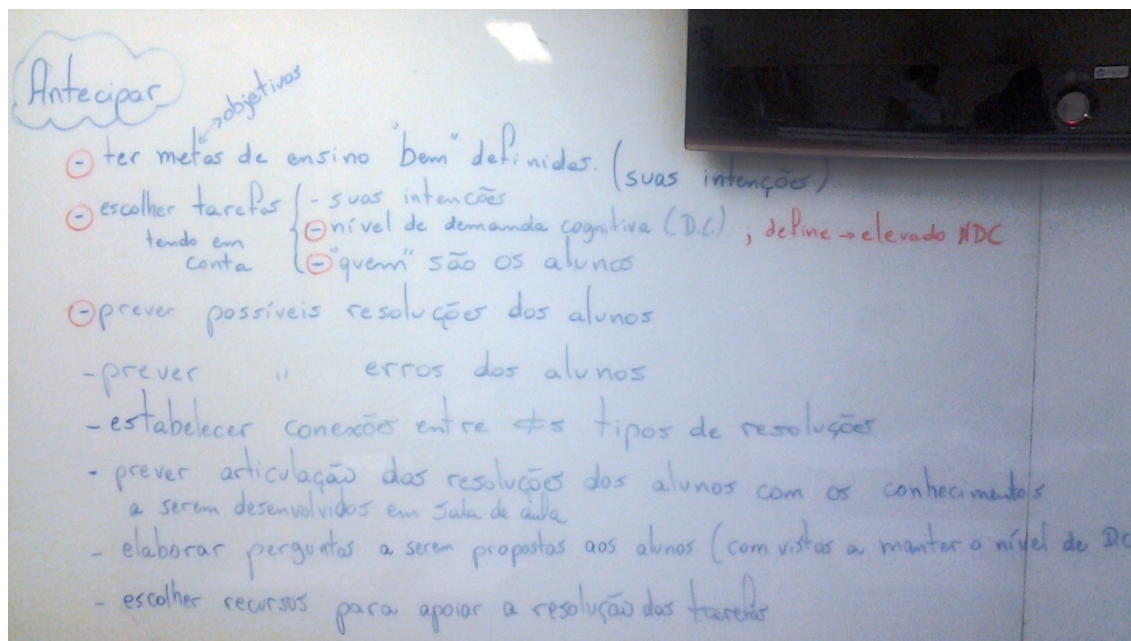 Antecipar
objetivos
- ter metas de ensino "bem" definidas. (suas intenções)
- escolher tarefas - suas intenções
tendo em - nível de demanda cognitiva (D.C) ; define → elevado NDC
conta - "quem" são os alunos
- prever possíveis resoluções dos alunos
- prever " erros dos alunos
- estabelecer conexões entre ≠s tipos de resoluções
- prever articulação das resoluções dos alunos com os conhecimentos
a serem desenvolvidos em sala de aula
- elaborar perguntas a serem propostas aos alunos (com vistas a manter o nível de DC
- escolher recursos para apoiar a resolução das tarefas